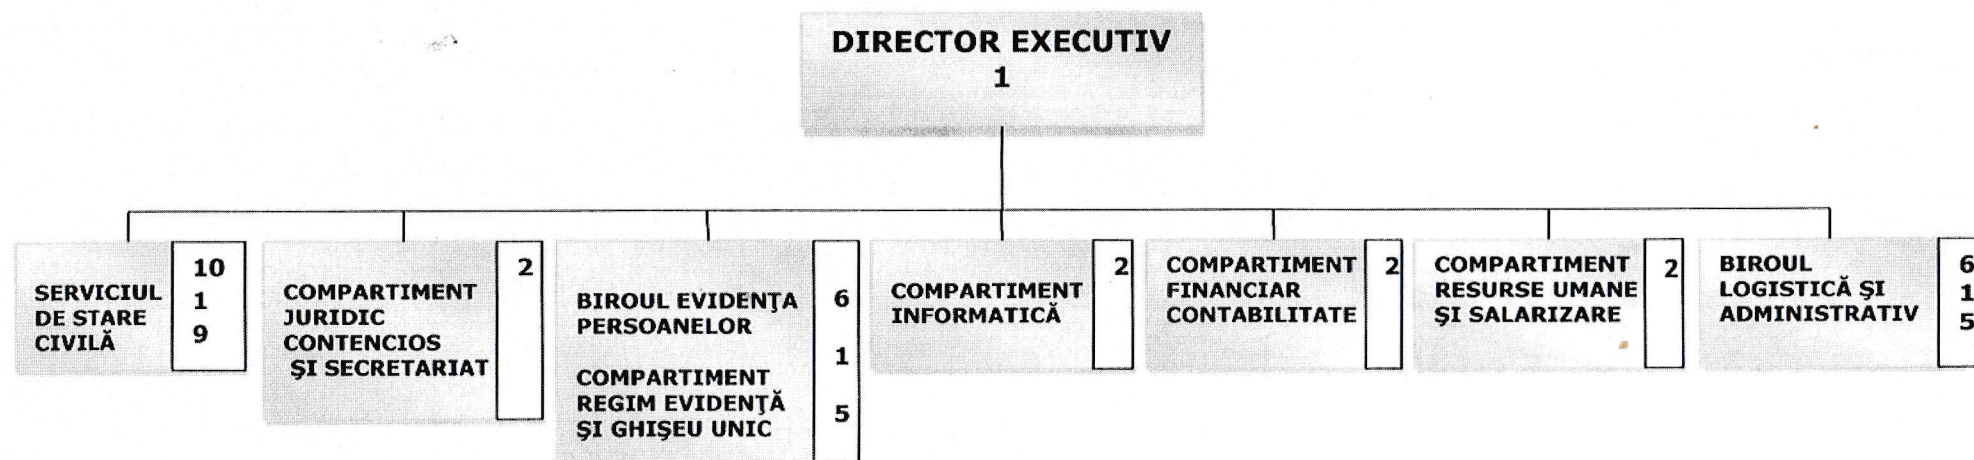 DIRECTOR EXECUTIV
1
SERVICIUL
DE STARE
CIVILĂ
10
1
9
COMPARTIMENT
JURIDIC
CONTENCIOS
ŞI SECRETARIAT
2
BIROUL EVIDENŢA
PERSOANELOR
COMPARTIMENT
REGIM EVIDENŢĂ
ŞI GHIŞEU UNIC
6
1
5
COMPARTIMENT
INFORMATICĂ
2
COMPARTIMENT
FINANCIAR
CONTABILITATE
2
COMPARTIMENT
RESURSE UMANE
ŞI SALARIZARE
2
BIROUL
LOGISTICĂ ŞI
ADMINISTRATIV
6
1
5